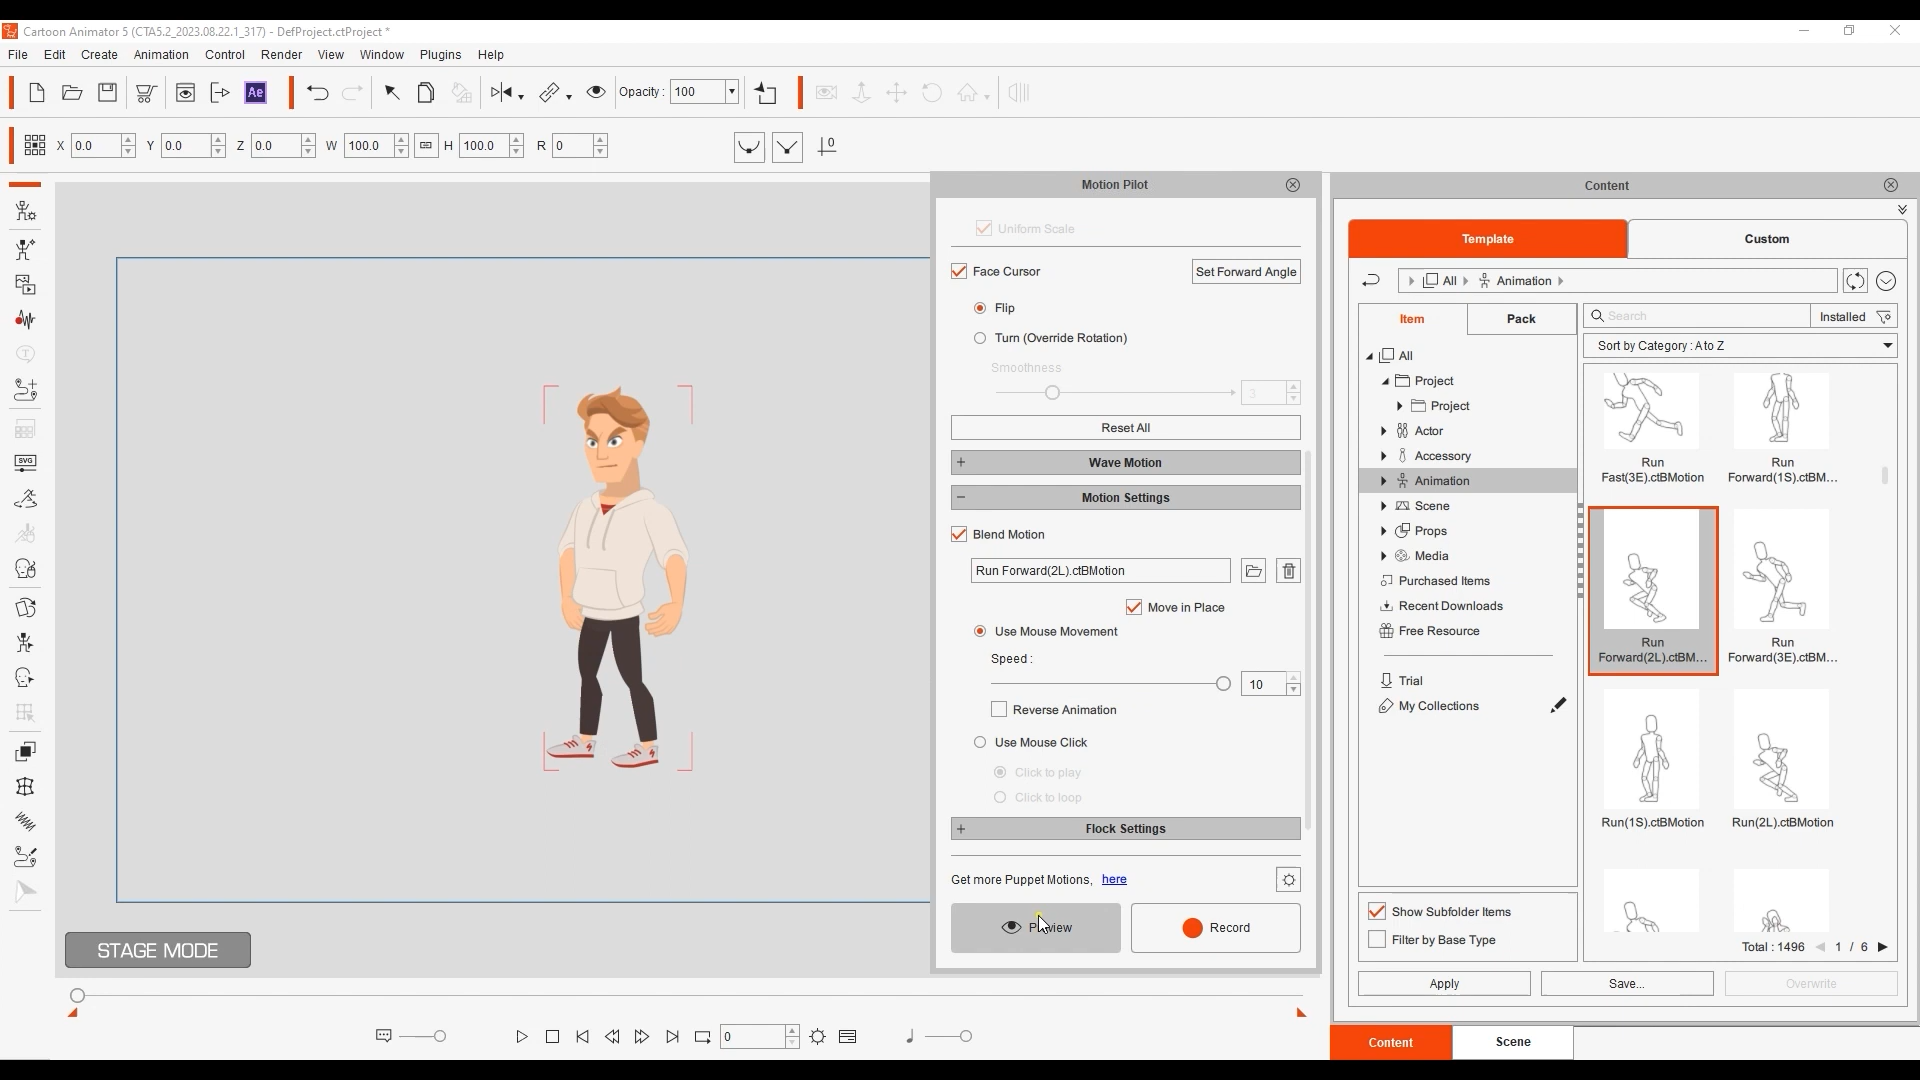 Cartoon Animator 5 (CTA5.2_2023.08.22.1_317) - DefProject.ctProject *
File Edit Create Animation Control Render View Window Plugins Help
Ae
Opacity : 100
X 0.0 Y 0.0 Z 0.0 W 100.0 H 100.0 R 0
0
Motion Pilot
Uniform Scale
Face Cursor
Set Forward Angle
Flip
Turn (Override Rotation)
Smoothness
3
Reset All
+ Wave Motion
− Motion Settings
Blend Motion
Run Forward(2L).ctBMotion
Move in Place
Use Mouse Movement
Speed :
10
Reverse Animation
Use Mouse Click
Click to play
Click to loop
+ Flock Settings
Get more Puppet Motions, here
Preview
Record
T
SVG
STAGE MODE
0
Content
Template
Custom
All
Animation
Item
Pack
Search
Installed
Sort by Category : A to Z
All
Project
Project
Actor
Accessory
Animation
Scene
Props
Media
Purchased Items
Recent Downloads
Free Resource
Trial
My Collections
Run
Fast(3E).ctBMotion
Run
Forward(1S).ctBM...
Run
Forward(2L).ctBM...
Run
Forward(3E).ctBM...
Run(1S).ctBMotion
Run(2L).ctBMotion
Show Subfolder Items
Filter by Base Type
Total : 1496
1 / 6
Apply
Save...
Overwrite
Content
Scene